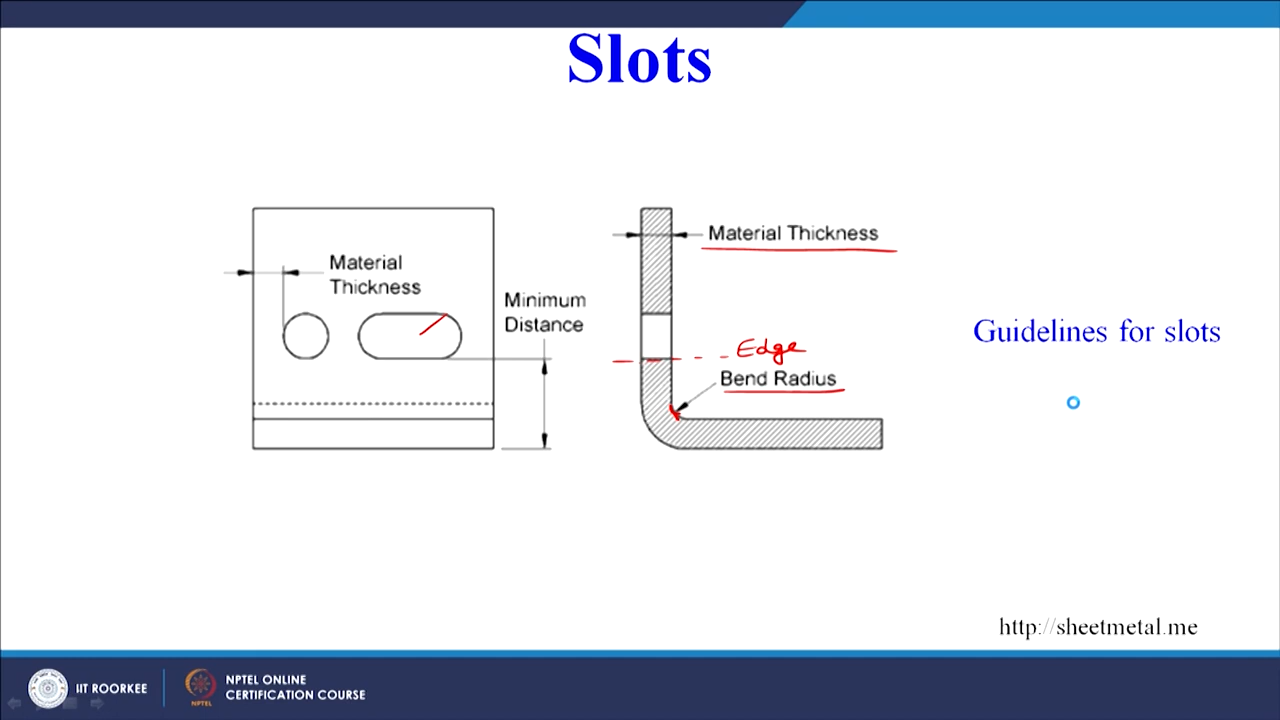 Slots
Material
Thickness
Minimum
Distance
Material Thickness
Edge
Bend Radius
Guidelines for slots
http://sheetmetal.me
IIT ROORKEE
NPTEL ONLINE
CERTIFICATION COURSE
NPTEL